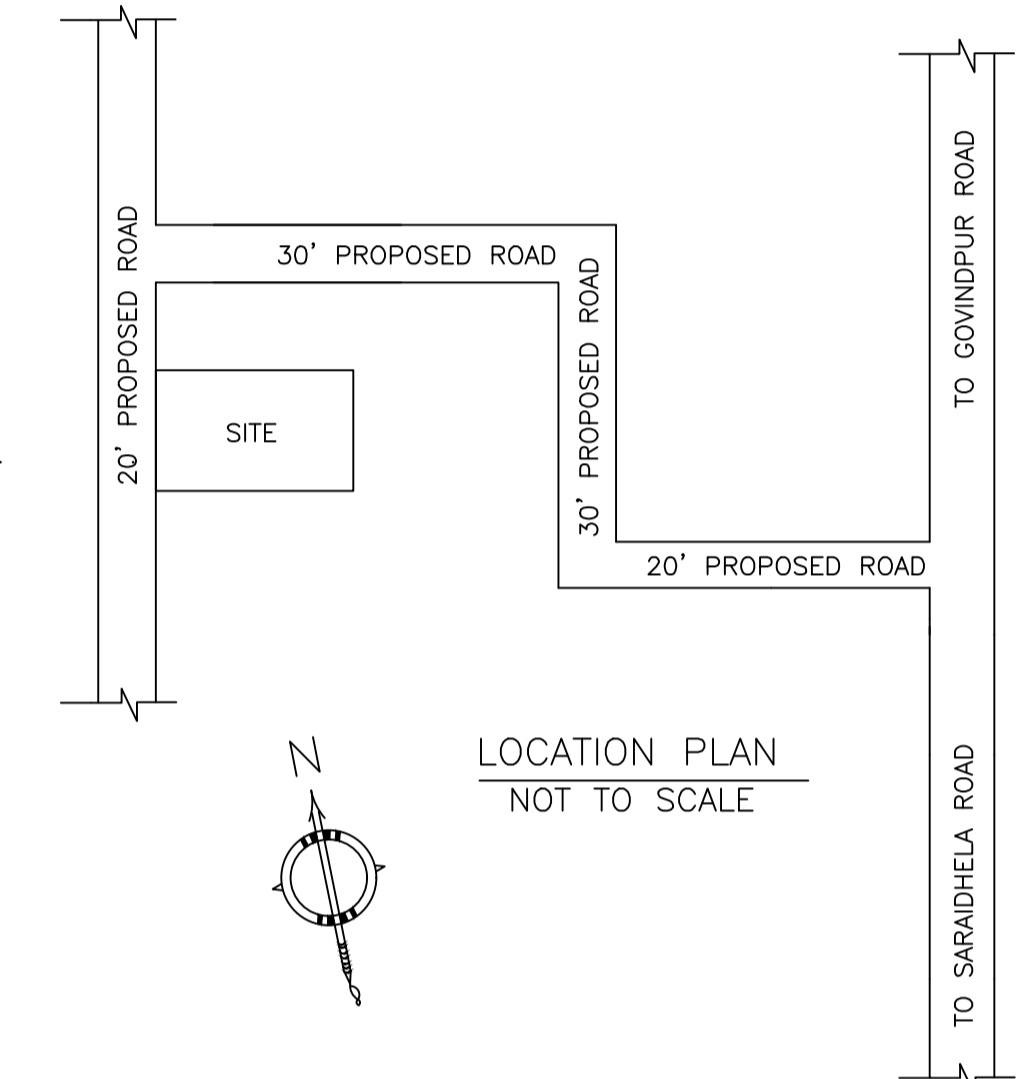 20' PROPOSED ROAD
30' PROPOSED ROAD
30' PROPOSED ROAD
TO GOVINDPUR ROAD
SITE
20' PROPOSED ROAD
N
LOCATION PLAN
NOT TO SCALE
TO SARAIDHELA ROAD